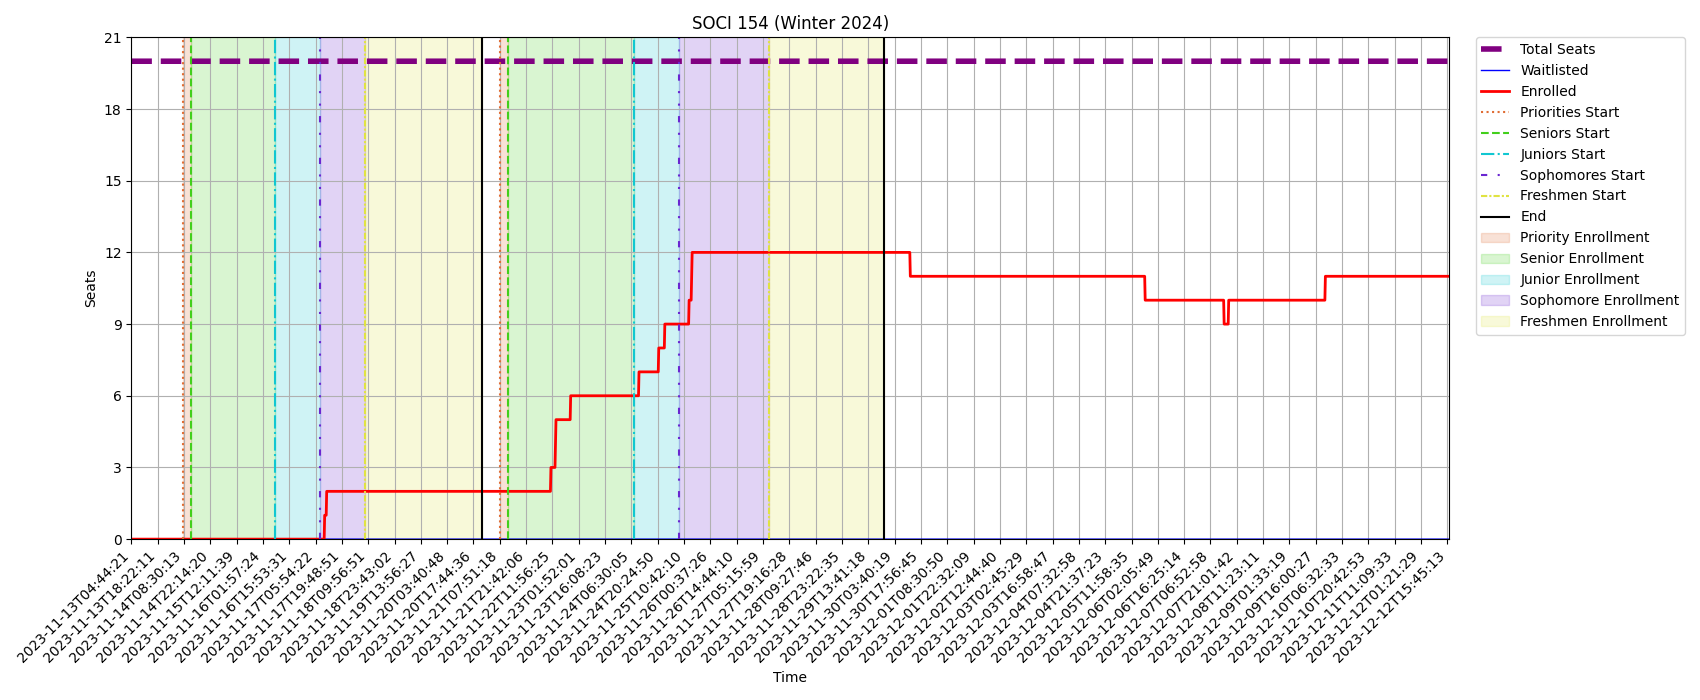 SOCI 154 (Winter 2024)
21
18
15
12
9
6
3
0
Seats
2023-11-13T04:44:21
2023-11-13T18:22:11
2023-11-14T08:30:13
2023-11-14T22:14:20
2023-11-15T12:11:39
2023-11-16T01:57:24
2023-11-16T15:53:31
2023-11-17T05:54:22
2023-11-17T19:48:51
2023-11-18T09:56:51
2023-11-18T23:43:02
2023-11-19T13:56:27
2023-11-20T03:40:48
2023-11-20T17:44:36
2023-11-21T07:51:18
2023-11-21T21:42:06
2023-11-22T11:56:25
2023-11-23T01:52:01
2023-11-23T16:08:23
2023-11-24T06:30:05
2023-11-24T20:24:50
2023-11-25T10:42:10
2023-11-26T00:37:26
2023-11-26T14:44:10
2023-11-27T05:15:59
2023-11-27T19:16:28
2023-11-28T09:27:46
2023-11-28T23:22:35
2023-11-29T13:41:18
2023-11-30T03:40:19
2023-11-30T17:56:45
2023-12-01T08:30:50
2023-12-01T22:32:09
2023-12-02T12:44:40
2023-12-03T02:45:29
2023-12-03T16:58:47
2023-12-04T07:32:58
2023-12-04T21:37:23
2023-12-05T11:58:35
2023-12-06T02:05:49
2023-12-06T16:25:14
2023-12-07T06:52:58
2023-12-07T21:01:42
2023-12-08T11:23:11
2023-12-09T01:33:19
2023-12-09T16:00:27
2023-12-10T06:32:33
2023-12-10T20:42:53
2023-12-11T11:09:33
2023-12-12T01:21:29
2023-12-12T15:45:13
Time
Total Seats
Waitlisted
Enrolled
Priorities Start
Seniors Start
Juniors Start
Sophomores Start
Freshmen Start
End
Priority Enrollment
Senior Enrollment
Junior Enrollment
Sophomore Enrollment
Freshmen Enrollment